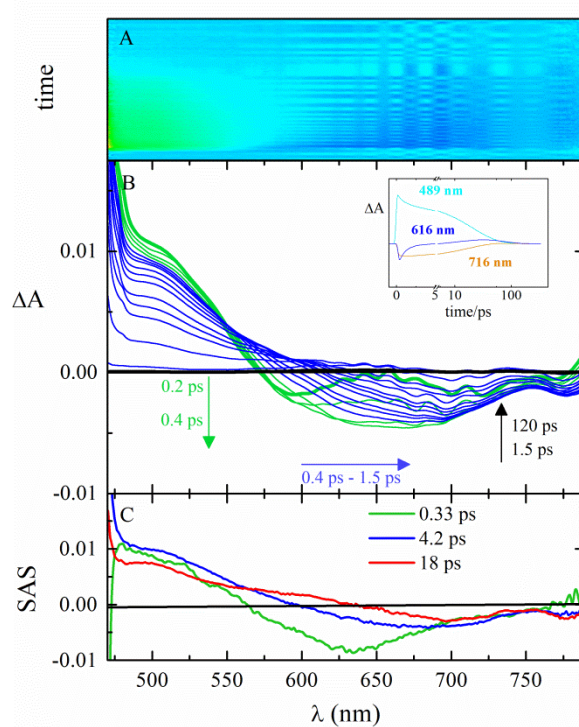 A
time
B
ΔA
489 nm
616 nm
716 nm
0 5 10 100
time/ps
0.01
ΔA
0.00
0.2 ps
0.4 ps
0.4 ps - 1.5 ps
120 ps
1.5 ps
-0.01
C
0.33 ps
4.2 ps
18 ps
0.01
SAS
0.00
-0.01
500 550 600 650 700 750
λ (nm)